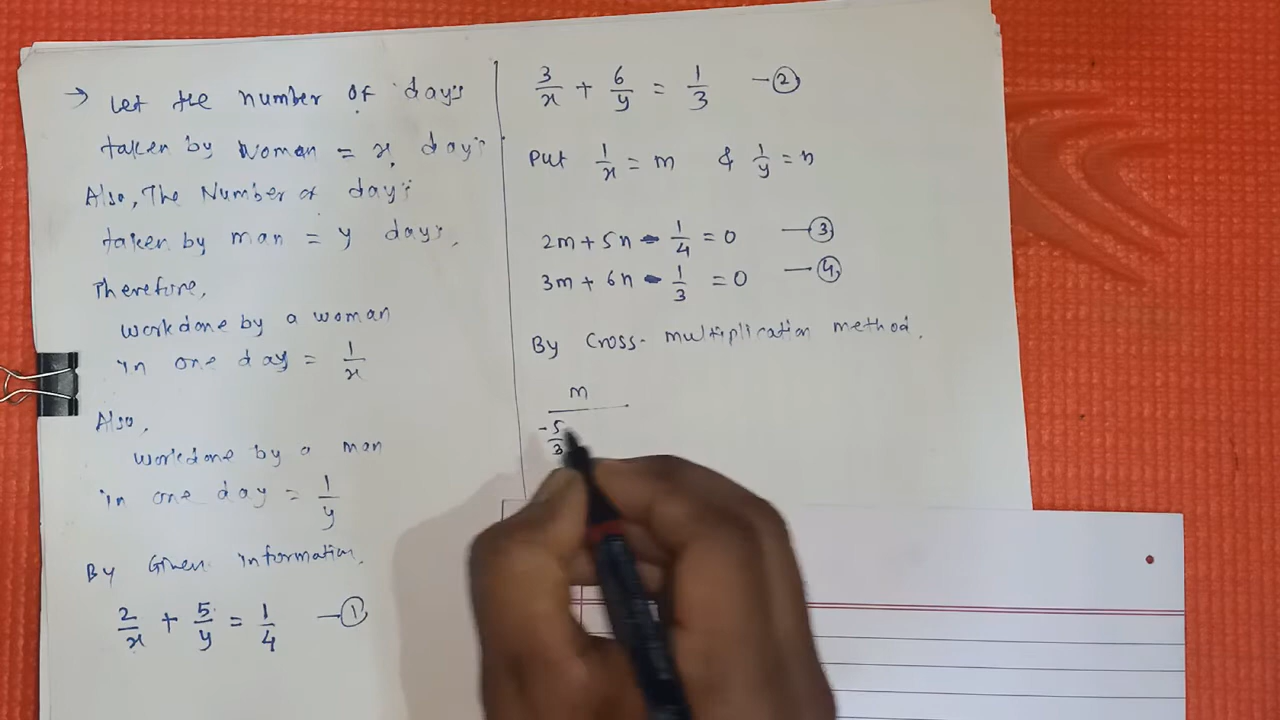 → Let the number of days
taken by woman = x days
Also, The Number of days
taken by man = y days.
Therefore,
workdone by a woman
in one day = 1/x
Also,
workdone by a man
in one day = 1/y
By Given information.
2/x + 5/y = 1/4 —①
3/x + 6/y = 1/3 —②
Put 1/x = m & 1/y = n
2m + 5n - 1/4 = 0 —③
3m + 6n - 1/3 = 0 —④
By Cross-multiplication method.
m
-5/3